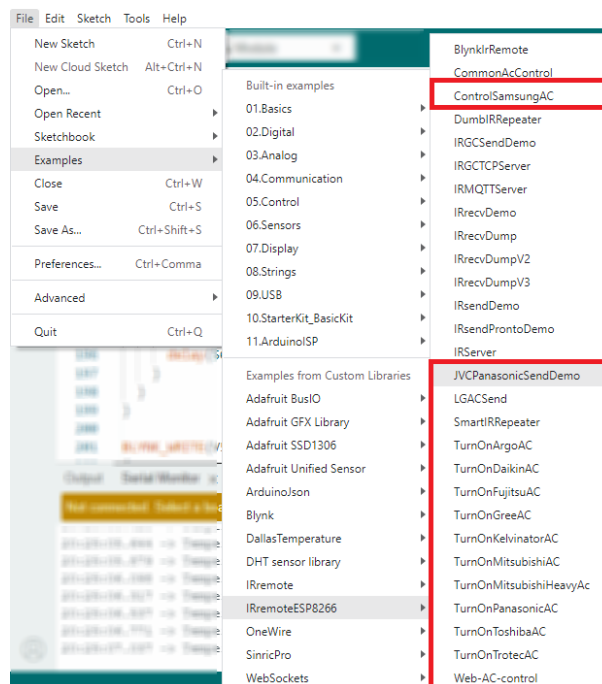 File Edit Sketch Tools Help
New Sketch Ctrl+N
New Cloud Sketch Alt+Ctrl+N
Open... Ctrl+O
Open Recent
Sketchbook
Examples
Close Ctrl+W
Save Ctrl+S
Save As... Ctrl+Shift+S
Preferences... Ctrl+Comma
Advanced
Quit Ctrl+Q
Built-in examples
01.Basics
02.Digital
03.Analog
04.Communication
05.Control
06.Sensors
07.Display
08.Strings
09.USB
10.StarterKit_BasicKit
11.ArduinoISP
Examples from Custom Libraries
Adafruit BusIO
Adafruit GFX Library
Adafruit SSD1306
Adafruit Unified Sensor
ArduinoJson
Blynk
DallasTemperature
DHT sensor library
IRremote
IRremoteESP8266
OneWire
SinricPro
WebSockets
BlynkIrRemote
CommonAcControl
ControlSamsungAC
DumbIRRepeater
IRGCSendDemo
IRGCTCPServer
IRMQTTServer
IRrecvDemo
IRrecvDump
IRrecvDumpV2
IRrecvDumpV3
IRsendDemo
IRsendProntoDemo
IRServer
JVCPanasonicSendDemo
LGACSend
SmartIRRepeater
TurnOnArgoAC
TurnOnDaikinAC
TurnOnFujitsuAC
TurnOnGreeAC
TurnOnKelvinatorAC
TurnOnMitsubishiAC
TurnOnMitsubishiHeavyAc
TurnOnPanasonicAC
TurnOnToshibaAC
TurnOnTrotecAC
Web-AC-control
Output Serial Monitor